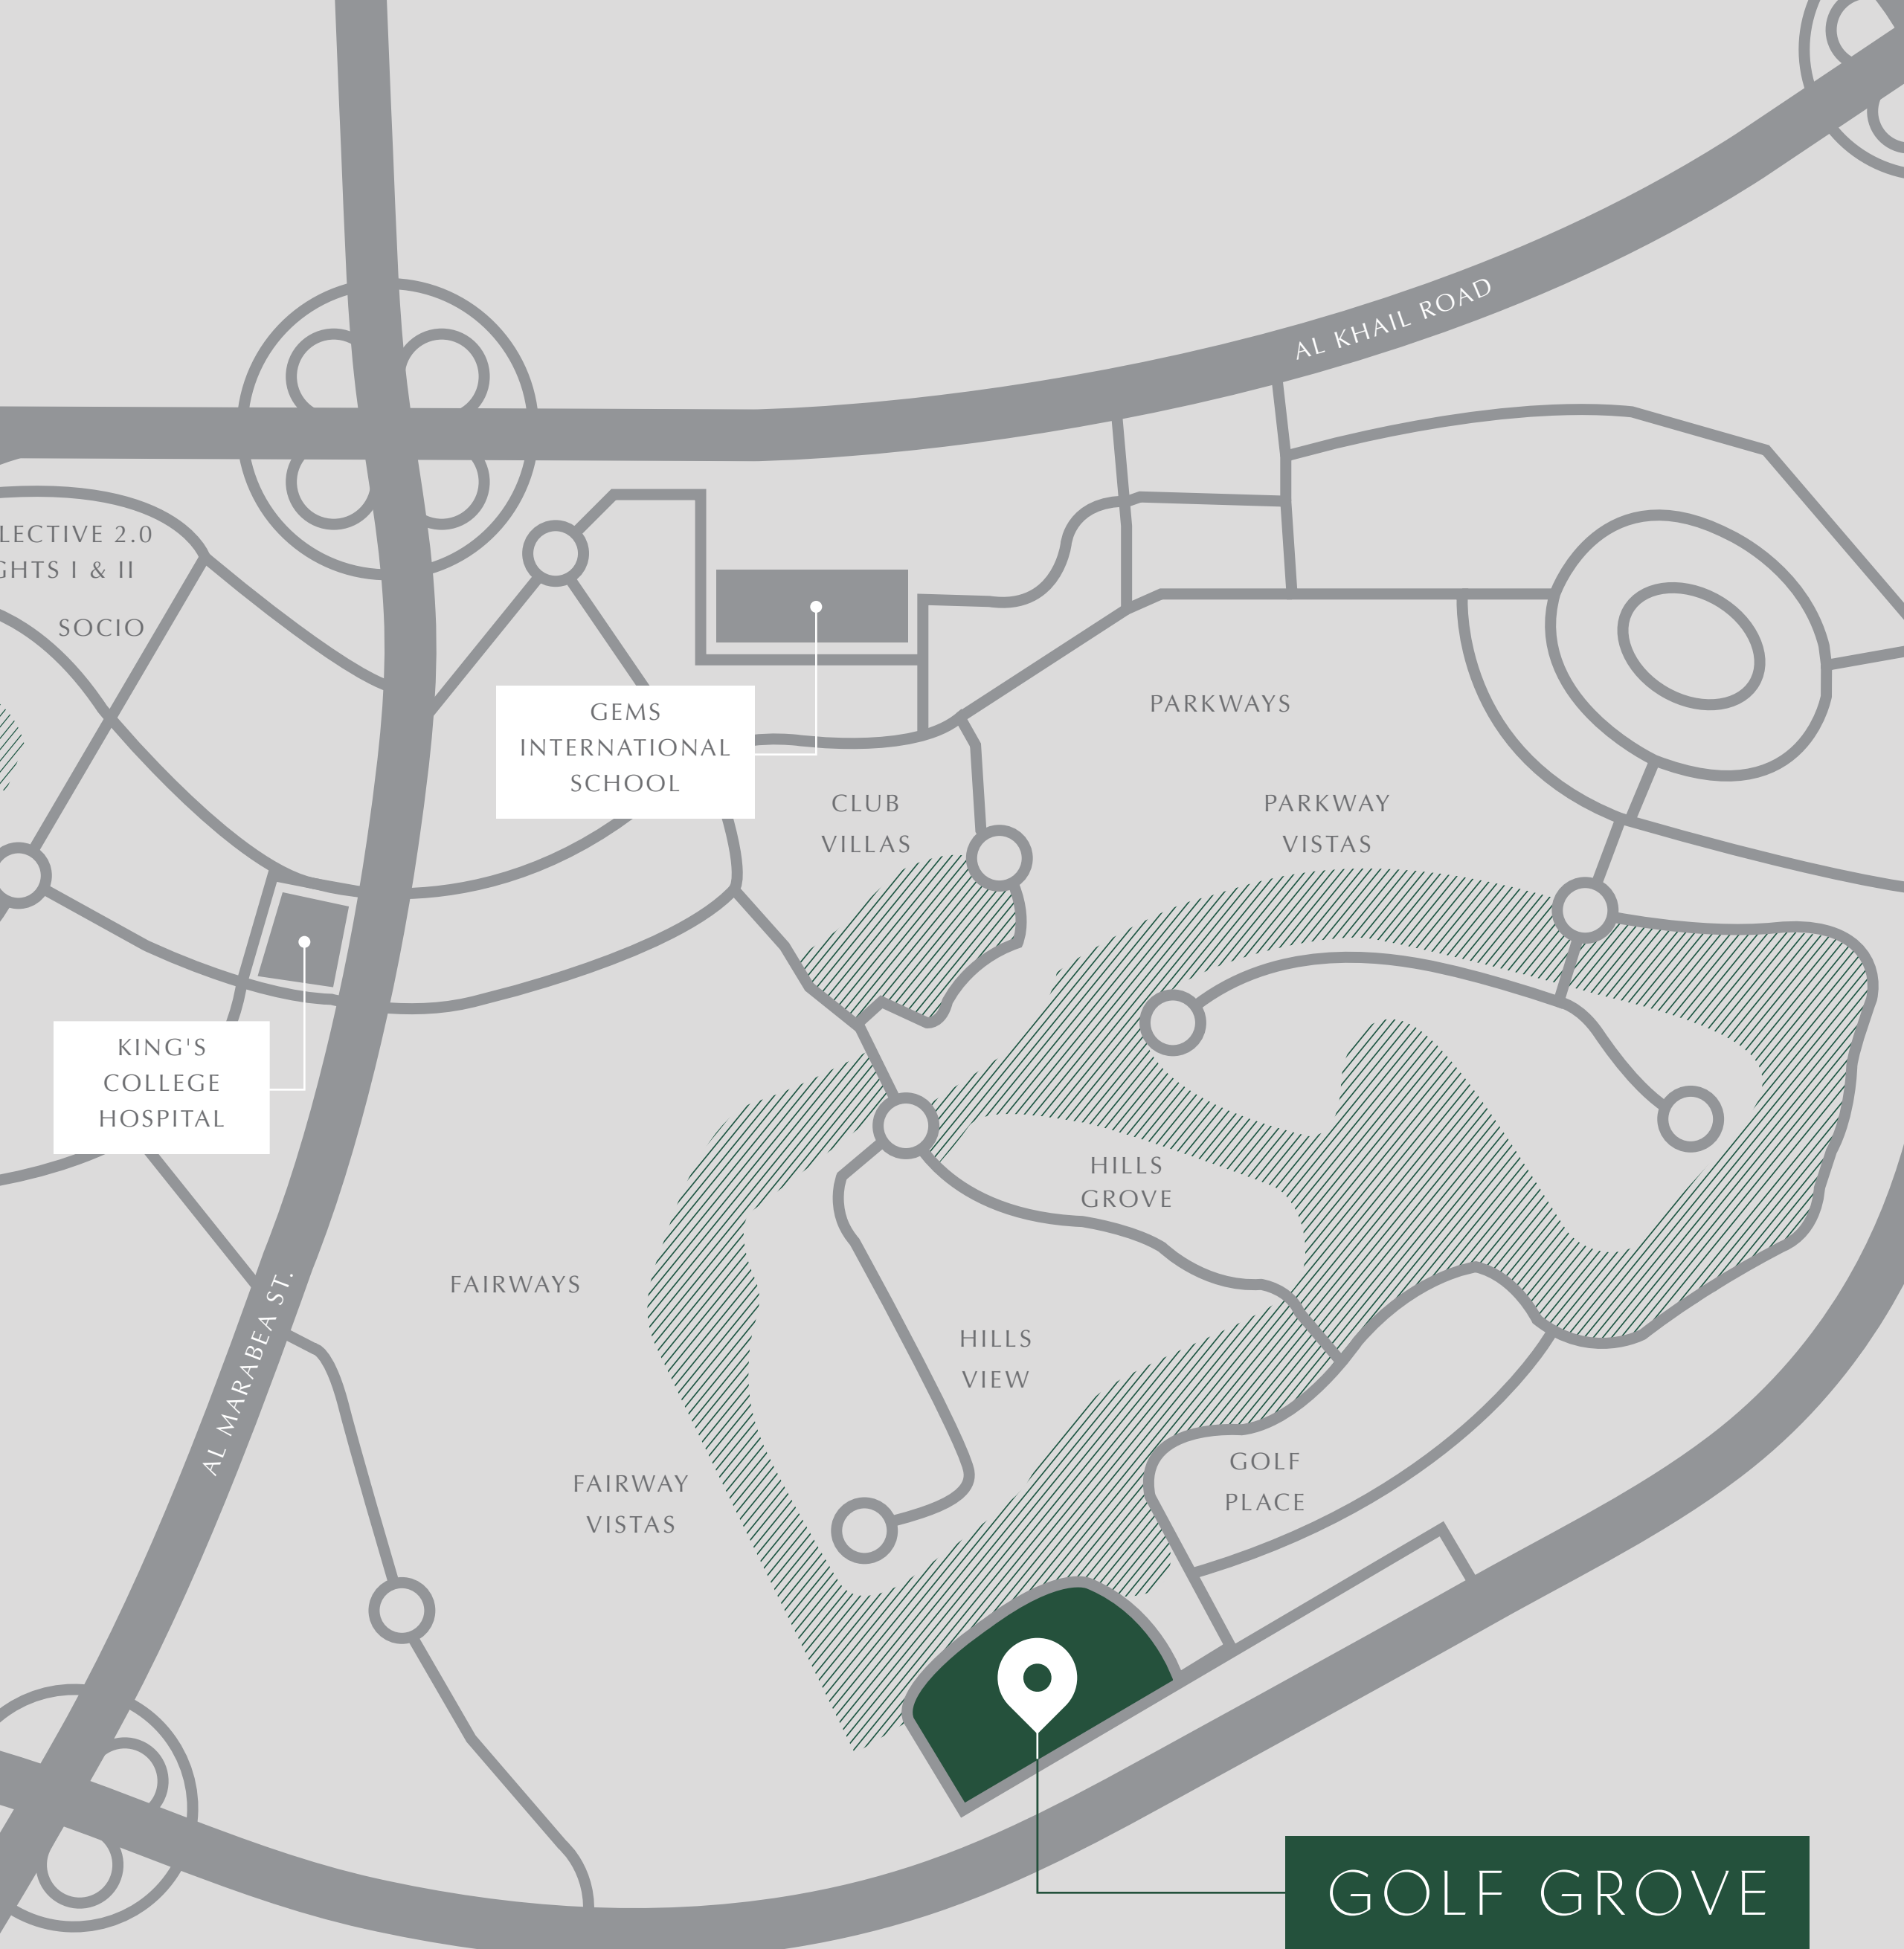 AL KHAIL ROAD
LECTIVE 2.0
GHTS I & II
SOCIO
GEMS
INTERNATIONAL
SCHOOL
PARKWAYS
CLUB
VILLAS
PARKWAY
VISTAS
KING'S
COLLEGE
HOSPITAL
HILLS
GROVE
FAIRWAYS
HILLS
VIEW
AL MARABEA ST.
GOLF
PLACE
FAIRWAY
VISTAS
GOLF GROVE